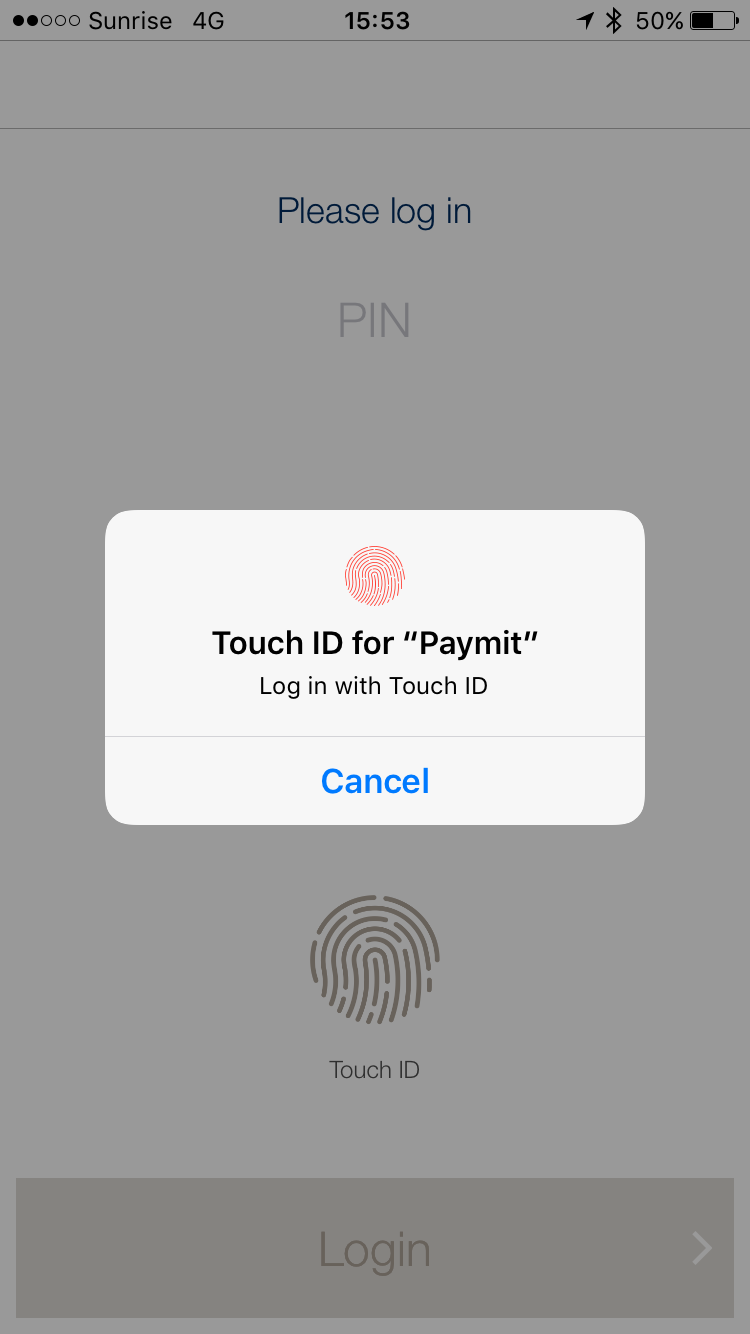 Sunrise 4G 15:53 50%
Please log in
PIN
Touch ID for “Paymit”
Log in with Touch ID
Cancel
Touch ID
Login